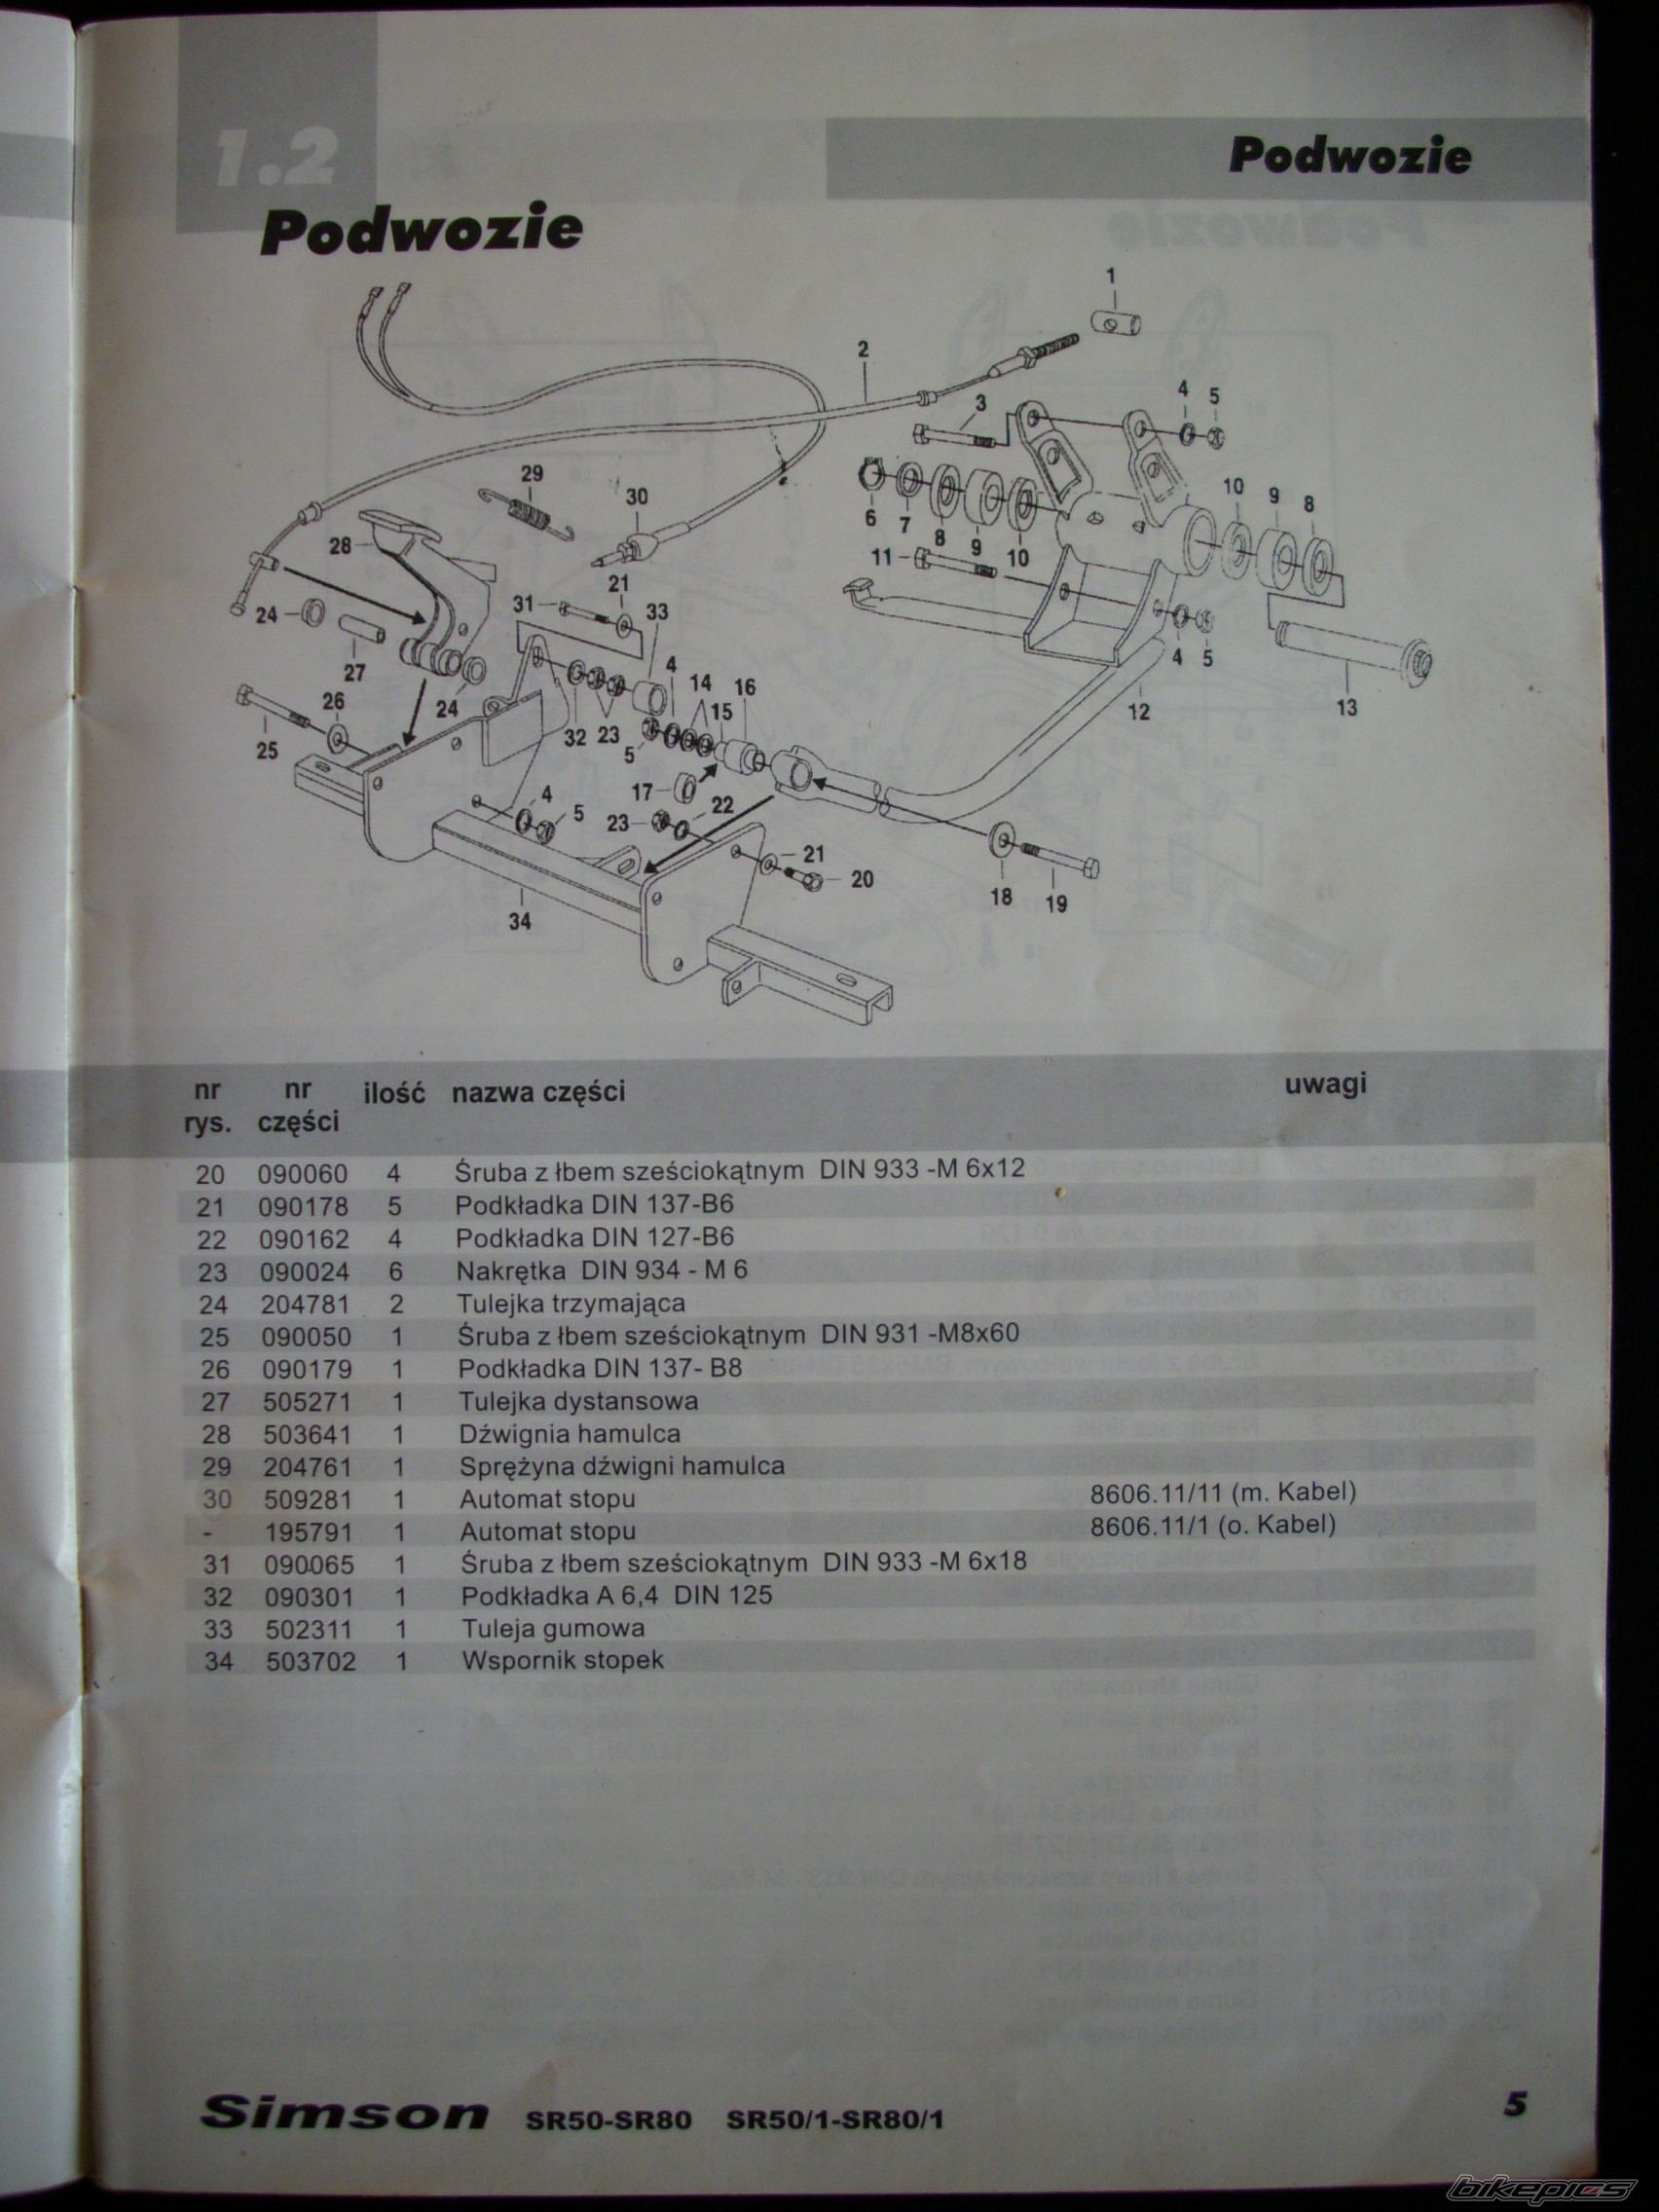 1.2
Podwozie
Podwozie
1
2
3
4 5
29
30
28
6 7 8 9 10
10 9 8
11
21
31
33
24
27
4
14
16
15
4 5
12
13
26
24
25
32 23
5
17
22
4
5
23
21
20
18 19
34
nr rys. nr części ilość nazwa części uwagi
20 090060 4 Śruba z łbem sześciokątnym DIN 933 -M 6x12
21 090178 5 Podkładka DIN 137-B6
22 090162 4 Podkładka DIN 127-B6
23 090024 6 Nakrętka DIN 934 - M 6
24 204781 2 Tulejka trzymająca
25 090050 1 Śruba z łbem sześciokątnym DIN 931 -M8x60
26 090179 1 Podkładka DIN 137- B8
27 505271 1 Tulejka dystansowa
28 503641 1 Dźwignia hamulca
29 204761 1 Sprężyna dźwigni hamulca
30 509281 1 Automat stopu 8606.11/11 (m. Kabel)
- 195791 1 Automat stopu 8606.11/1 (o. Kabel)
31 090065 1 Śruba z łbem sześciokątnym DIN 933 -M 6x18
32 090301 1 Podkładka A 6,4 DIN 125
33 502311 1 Tuleja gumowa
34 503702 1 Wspornik stopek
Simson SR50-SR80 SR50/1-SR80/1 5
bikepics